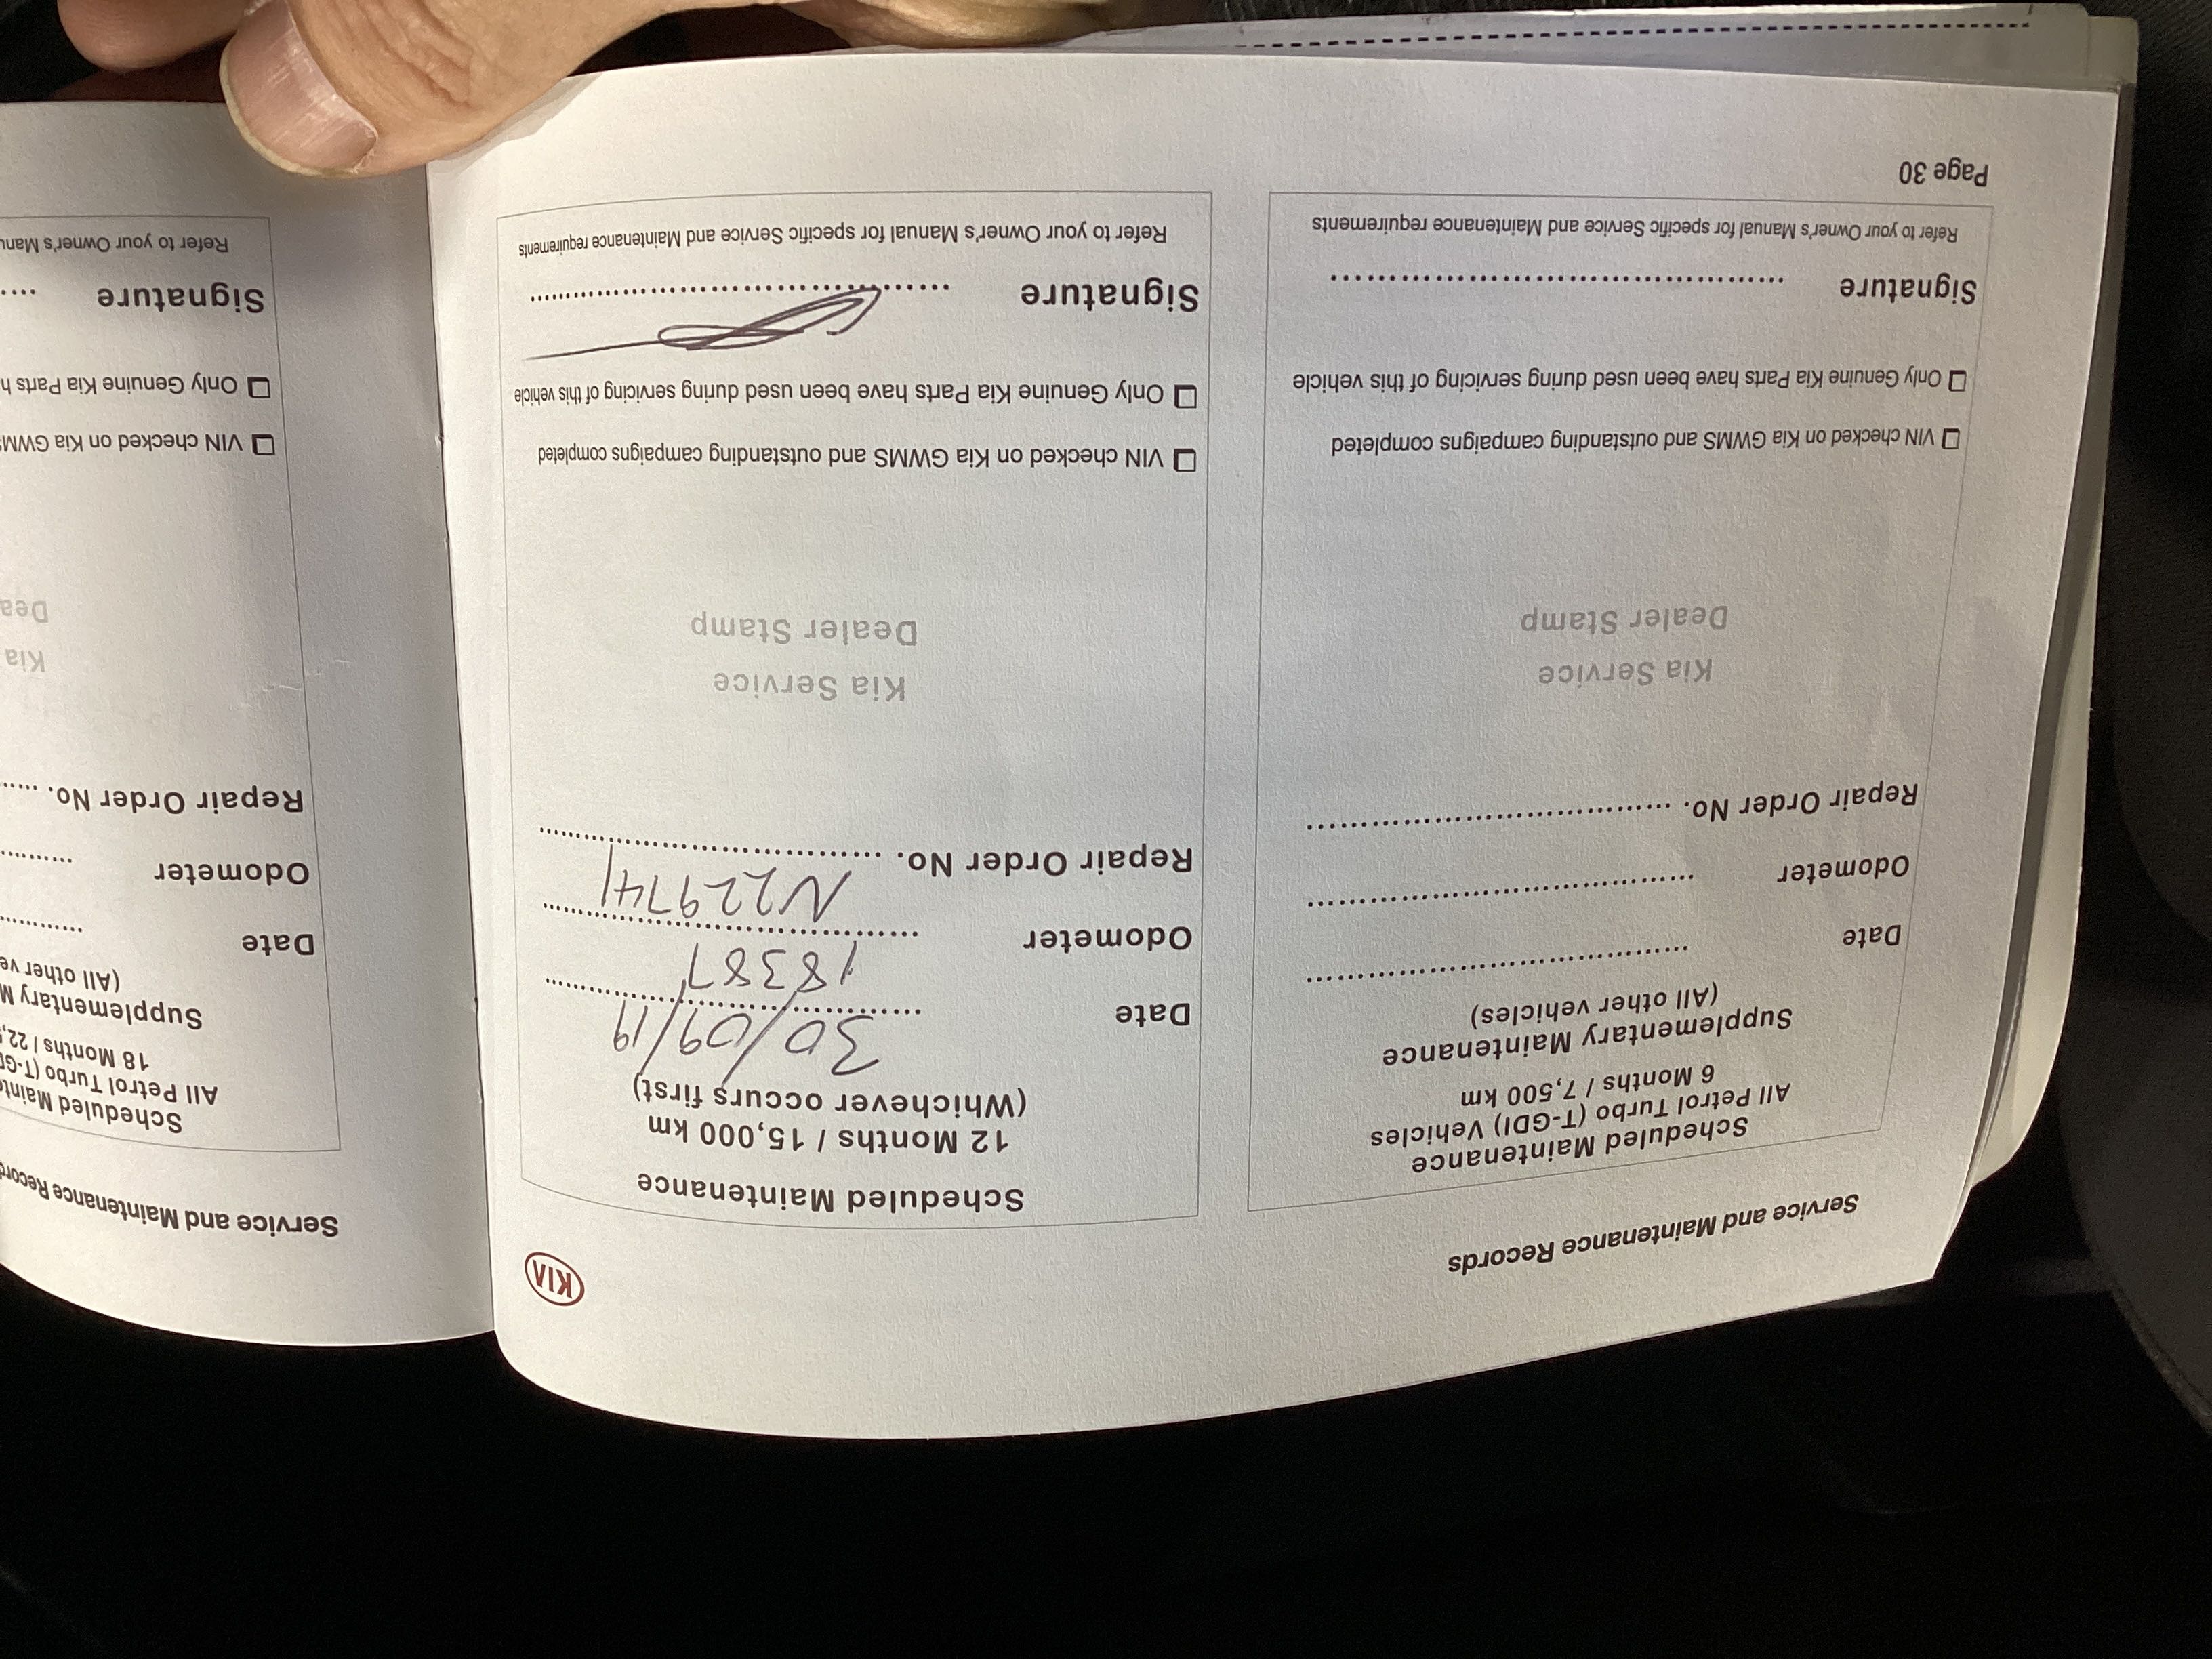 Service and Maintenance Records
Scheduled Maintenance
All Petrol Turbo (T-GDI) Vehicles
6 Months / 7,500 km
Supplementary Maintenance
(All other vehicles)
Date ..........
Odometer ..........
Repair Order No. ..........
Kia Service
Dealer Stamp
❏ VIN checked on Kia GWMS and outstanding campaigns completed
❏ Only Genuine Kia Parts have been used during servicing of this vehicle
Signature ..........
Refer to your Owner's Manual for specific Service and Maintenance requirements
Page 30
KIA
Scheduled Maintenance
12 Months / 15,000 km
(Whichever occurs first)
Date 30/09/19
Odometer 18387
Repair Order No. N229741
Kia Service
Dealer Stamp
❏ VIN checked on Kia GWMS and outstanding campaigns completed
❏ Only Genuine Kia Parts have been used during servicing of this vehicle
Signature ..........
Refer to your Owner's Manual for specific Service and Maintenance requirements
Service and Maintenance Record
Scheduled
All Petrol Turbo
18 Months / 22,
Supplementary
(All other
Date ..........
Odometer ..........
Repair Order No. ..........
Kia
❏ VIN checked on Kia
❏ Only Genuine Kia Parts
Signature ....
Refer to your Owner's